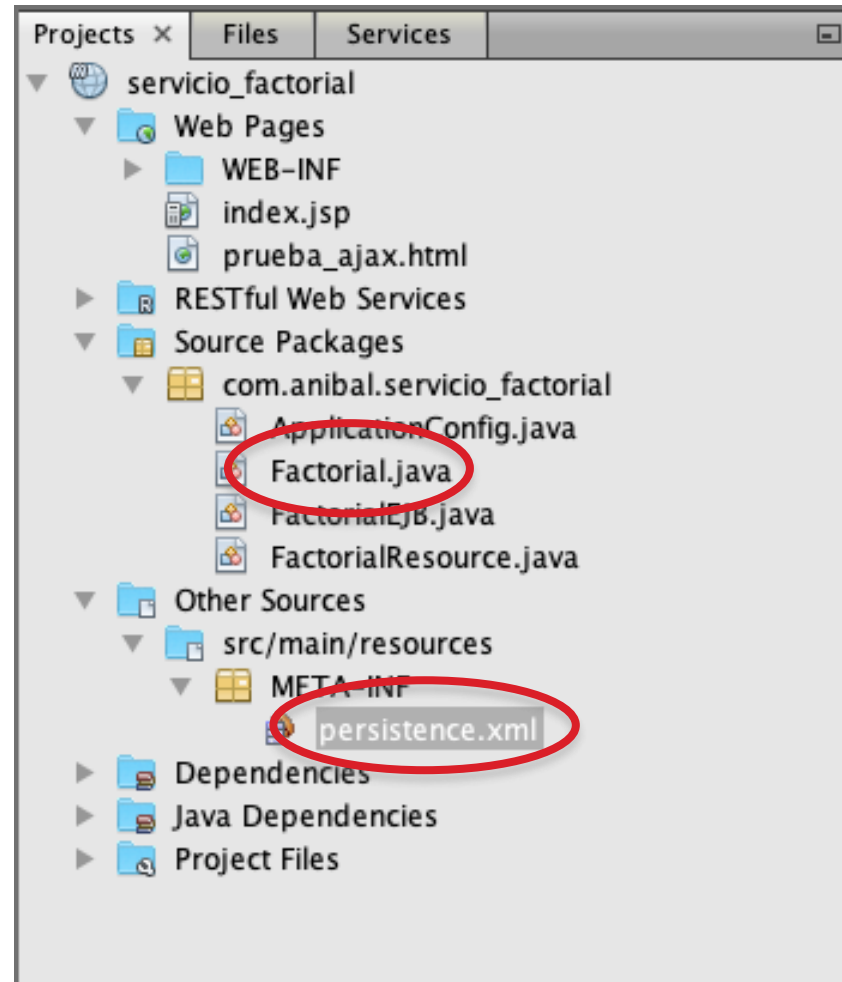 Projects × Files Services
servicio_factorial
Web Pages
WEB-INF
index.jsp
prueba_ajax.html
RESTful Web Services
Source Packages
com.anibal.servicio_factorial
ApplicationConfig.java
Factorial.java
FactorialEJB.java
FactorialResource.java
Other Sources
src/main/resources
META-INF
persistence.xml
Dependencies
Java Dependencies
Project Files